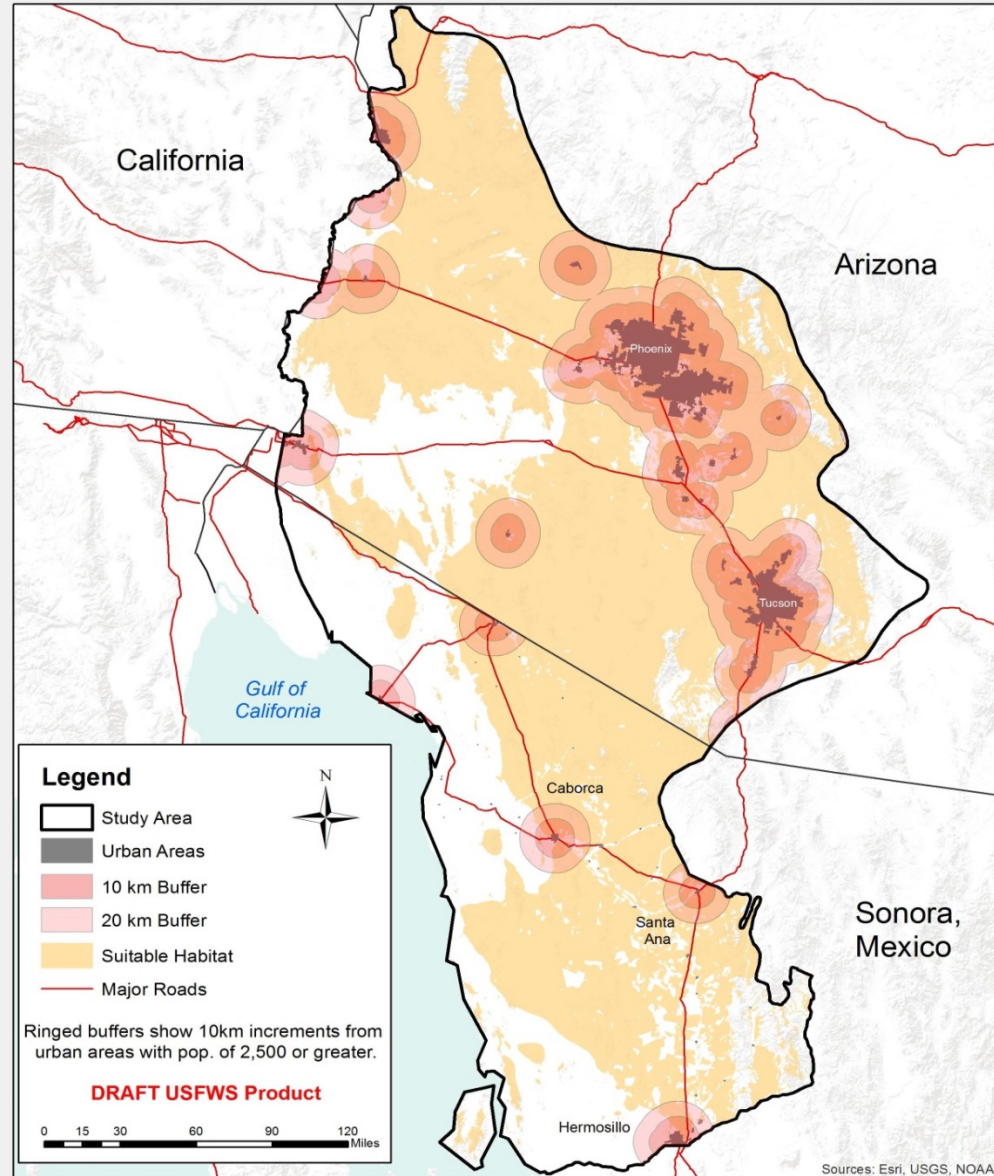 California
Arizona
Phoenix
Tucson
Gulf of
California
Caborca
Santa
Ana
Sonora,
Mexico
Hermosillo
Legend
N
Study Area
Urban Areas
10 km Buffer
20 km Buffer
Suitable Habitat
Major Roads
Ringed buffers show 10km increments from
urban areas with pop. of 2,500 or greater.
DRAFT USFWS Product
0 15 30 60 90 120
Miles
Sources: Esri, USGS, NOAA